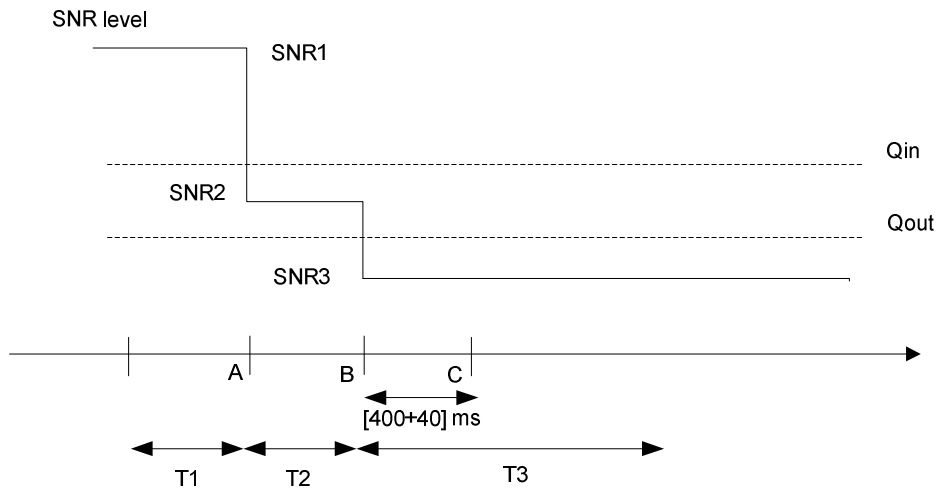 SNR level
SNR1
Qin
SNR2
Qout
SNR3
A
B
C
[400+40] ms
T1
T2
T3